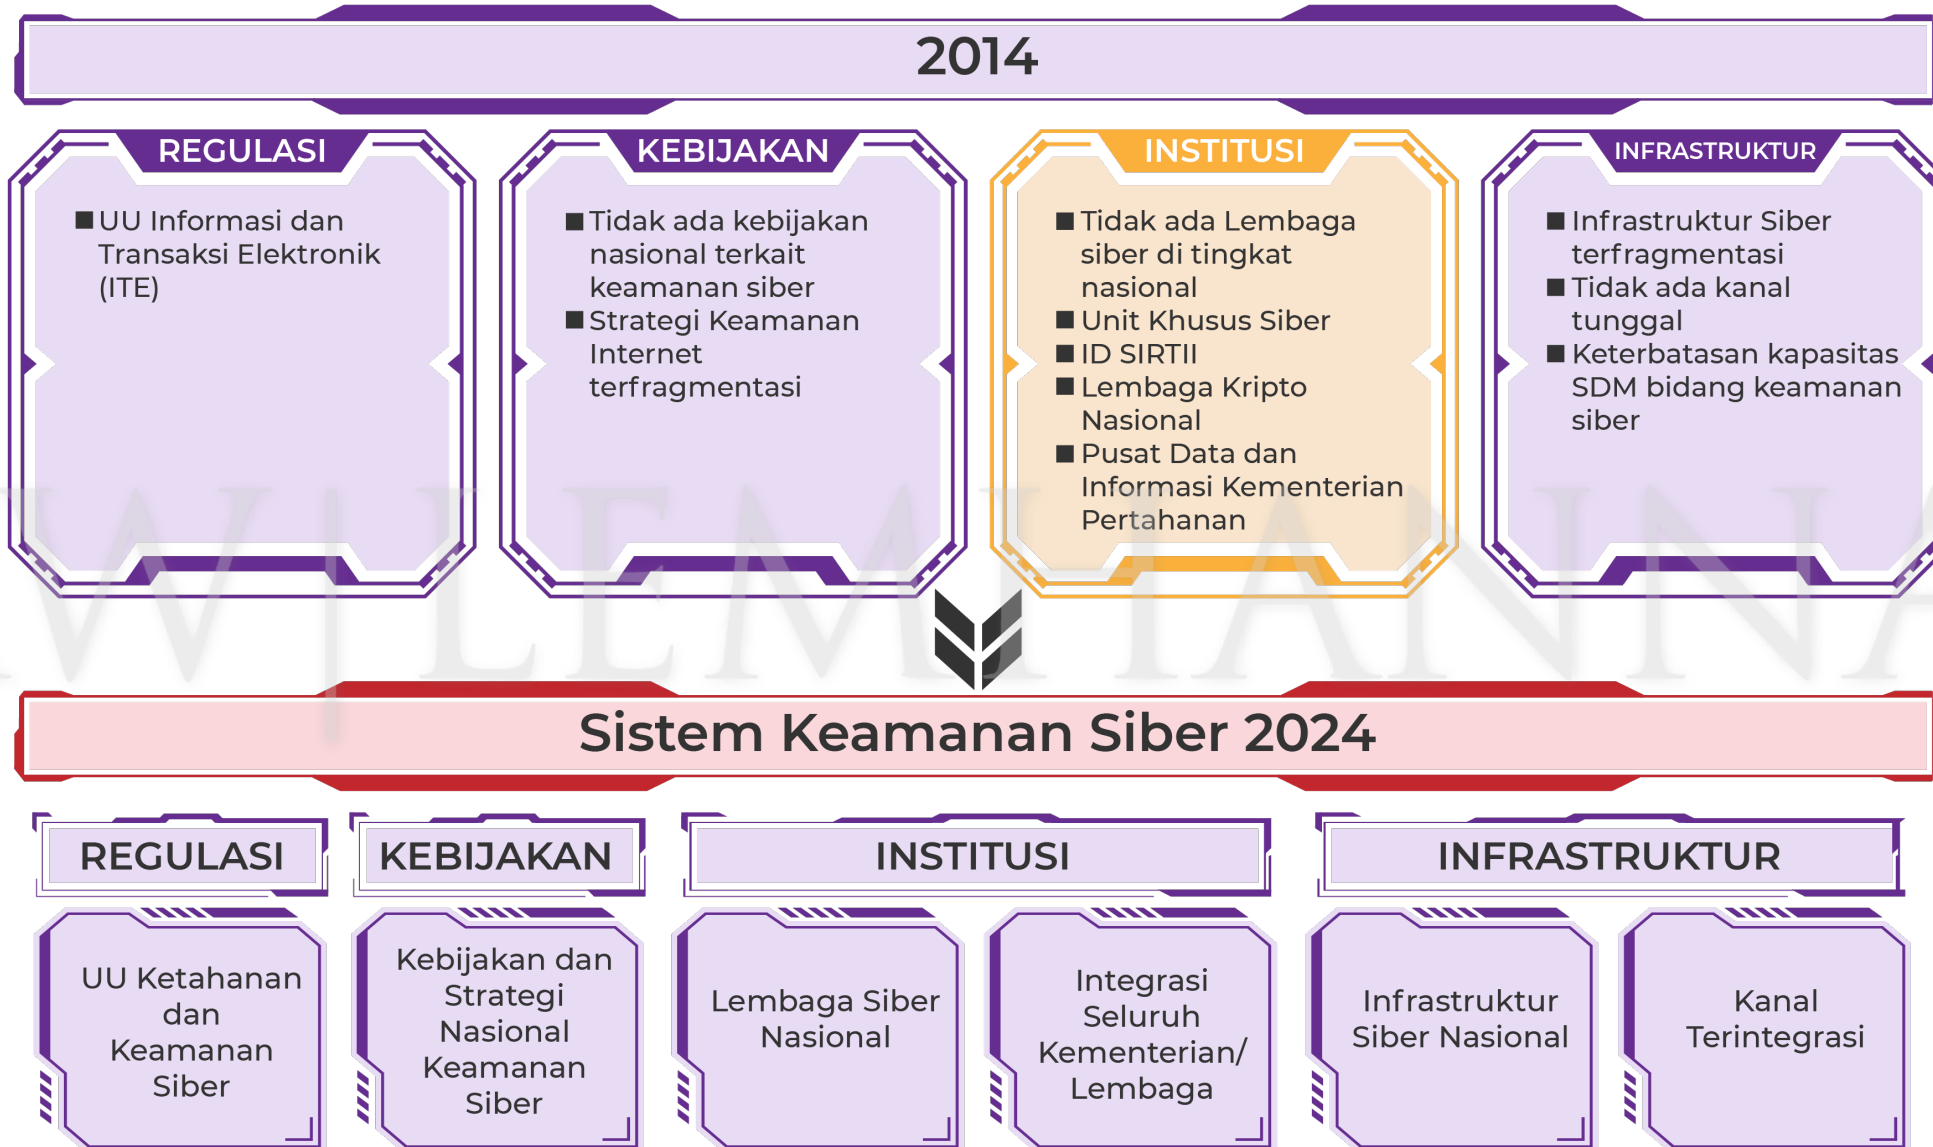 2014
REGULASI
■ UU Informasi dan
Transaksi Elektronik
(ITE)
KEBIJAKAN
■ Tidak ada kebijakan
nasional terkait
keamanan siber
■ Strategi Keamanan
Internet
terfragmentasi
INSTITUSI
■ Tidak ada Lembaga
siber di tingkat
nasional
■ Unit Khusus Siber
■ ID SIRTII
■ Lembaga Kripto
Nasional
■ Pusat Data dan
Informasi Kementerian
Pertahanan
INFRASTRUKTUR
■ Infrastruktur Siber
terfragmentasi
■ Tidak ada kanal
tunggal
■ Keterbatasan kapasitas
SDM bidang keamanan
siber
W | LEMHANNA
Sistem Keamanan Siber 2024
REGULASI
UU Ketahanan
dan
Keamanan
Siber
KEBIJAKAN
Kebijakan dan
Strategi
Nasional
Keamanan
Siber
INSTITUSI
Lembaga Siber
Nasional
Integrasi
Seluruh
Kementerian/
Lembaga
INFRASTRUKTUR
Infrastruktur
Siber Nasional
Kanal
Terintegrasi